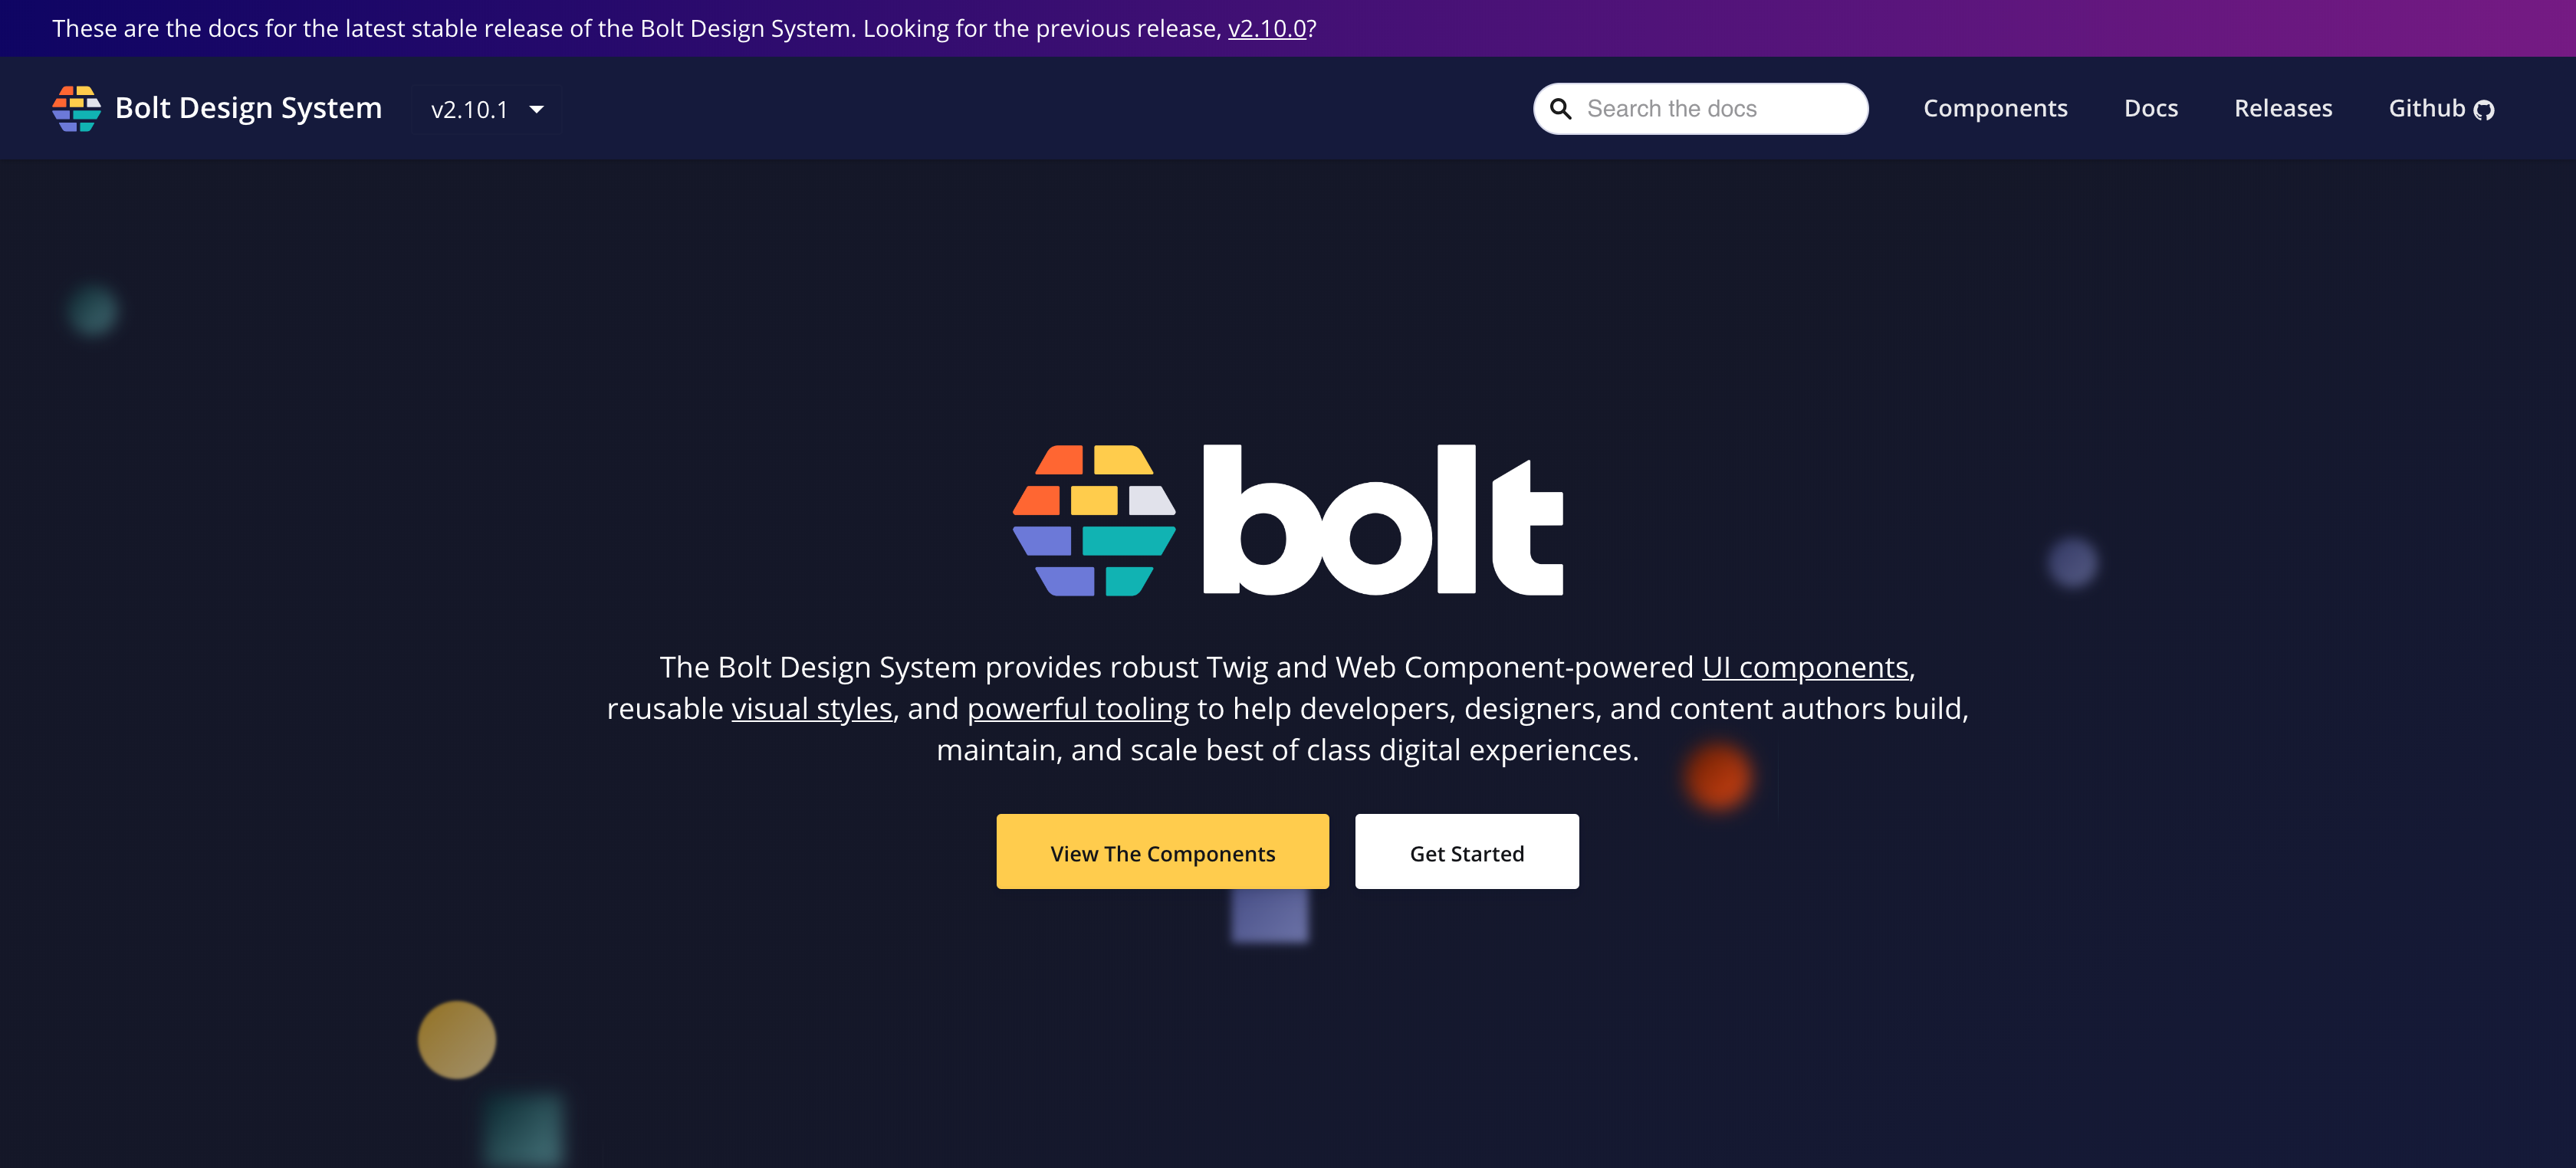 These are the docs for the latest stable release of the Bolt Design System. Looking for the previous release, v2.10.0?
Bolt Design System
v2.10.1
Search the docs
Components
Docs
Releases
Github
bolt
The Bolt Design System provides robust Twig and Web Component-powered UI components,
reusable visual styles, and powerful tooling to help developers, designers, and content authors build,
maintain, and scale best of class digital experiences.
View The Components
Get Started